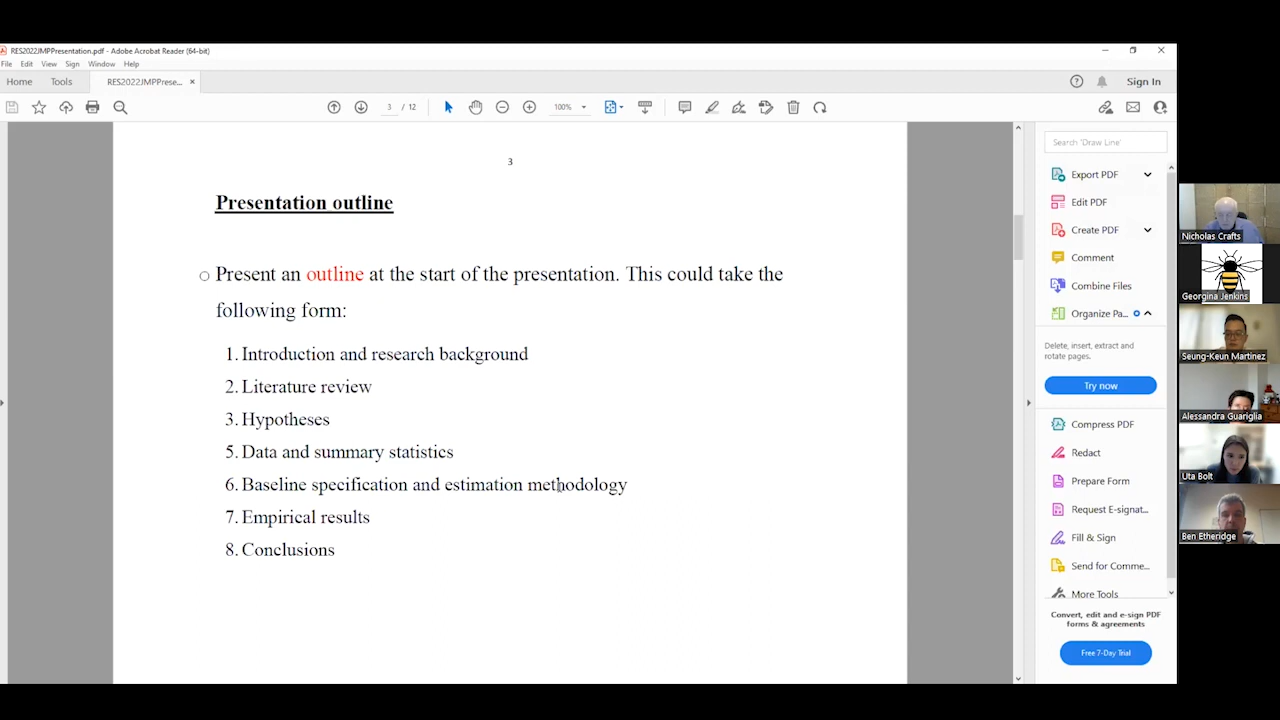 RES2022JMPPresentation.pdf - Adobe Acrobat Reader (64-bit)
File Edit View Sign Window Help
Home Tools RES2022JMPPrese... ×
Sign In
3 / 12
100%
3
Presentation outline
Present an outline at the start of the presentation. This could take the
following form:
1. Introduction and research background
2. Literature review
3. Hypotheses
5. Data and summary statistics
6. Baseline specification and estimation methodology
7. Empirical results
8. Conclusions
Search 'Draw Line'
Export PDF
Edit PDF
Create PDF
Comment
Combine Files
Organize Pa...
Delete, insert, extract and
rotate pages.
Try now
Compress PDF
Redact
Prepare Form
Request E-signat...
Fill & Sign
Send for Comme...
More Tools
Convert, edit and e-sign PDF
forms & agreements
Free 7-Day Trial
Nicholas Crafts
Georgina Jenkins
Seung-Keun Martinez
Alessandra Guariglia
Uta Bolt
Ben Etheridge